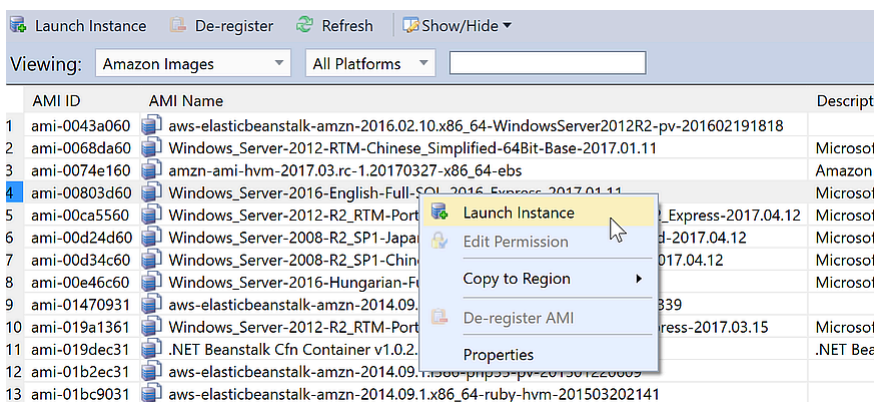 Launch Instance De-register Refresh Show/Hide
Viewing: Amazon Images All Platforms
AMI ID AMI Name Descript
1 ami-0043a060 aws-elasticbeanstalk-amzn-2016.02.10.x86_64-WindowsServer2012R2-pv-201602191818
2 ami-0068da60 Windows_Server-2012-RTM-Chinese_Simplified-64Bit-Base-2017.01.11 Microsof
3 ami-0074e160 amzn-ami-hvm-2017.03.rc-1.20170327-x86_64-ebs Amazon
4 ami-00803d60 Windows_Server-2016-English-Full-SQL_2016_Express-2017.01.11 Microsof
Launch Instance
5 ami-00ca5560 Windows_Server-2012-R2_RTM-Port 2_Express-2017.04.12 Microsof
6 ami-00d24d60 Windows_Server-2008-R2_SP1-Japa d-2017.04.12 Microsof
Edit Permission
7 ami-00d34c60 Windows_Server-2008-R2_SP1-Chin 017.04.12 Microsof
8 ami-00e46c60 Windows_Server-2016-Hungarian-Fu Microsof
Copy to Region
9 ami-01470931 aws-elasticbeanstalk-amzn-2014.09. 339
De-register AMI
10 ami-019a1361 Windows_Server-2012-R2_RTM-Port ress-2017.03.15 Microsof
11 ami-019dec31 .NET Beanstalk Cfn Container v1.0.2. .NET Bea
Properties
12 ami-01b2ec31 aws-elasticbeanstalk-amzn-2014.09.1.i386-php55-pv-201501220609
13 ami-01bc9031 aws-elasticbeanstalk-amzn-2014.09.1.x86_64-ruby-hvm-201503202141